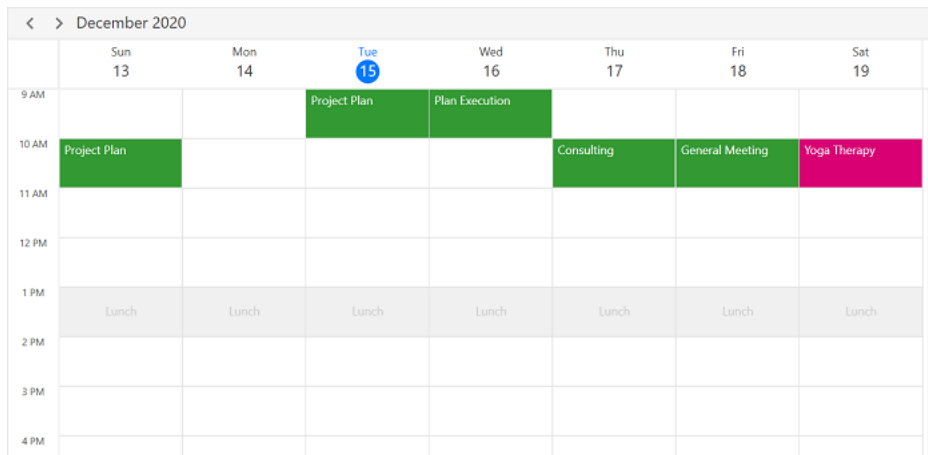 December 2020
Sun Mon Tue Wed Thu Fri Sat
13 14 15 16 17 18 19
9 AM
Project Plan Plan Execution
10 AM
Project Plan Consulting General Meeting Yoga Therapy
11 AM
12 PM
1 PM
Lunch Lunch Lunch Lunch Lunch Lunch Lunch
2 PM
3 PM
4 PM